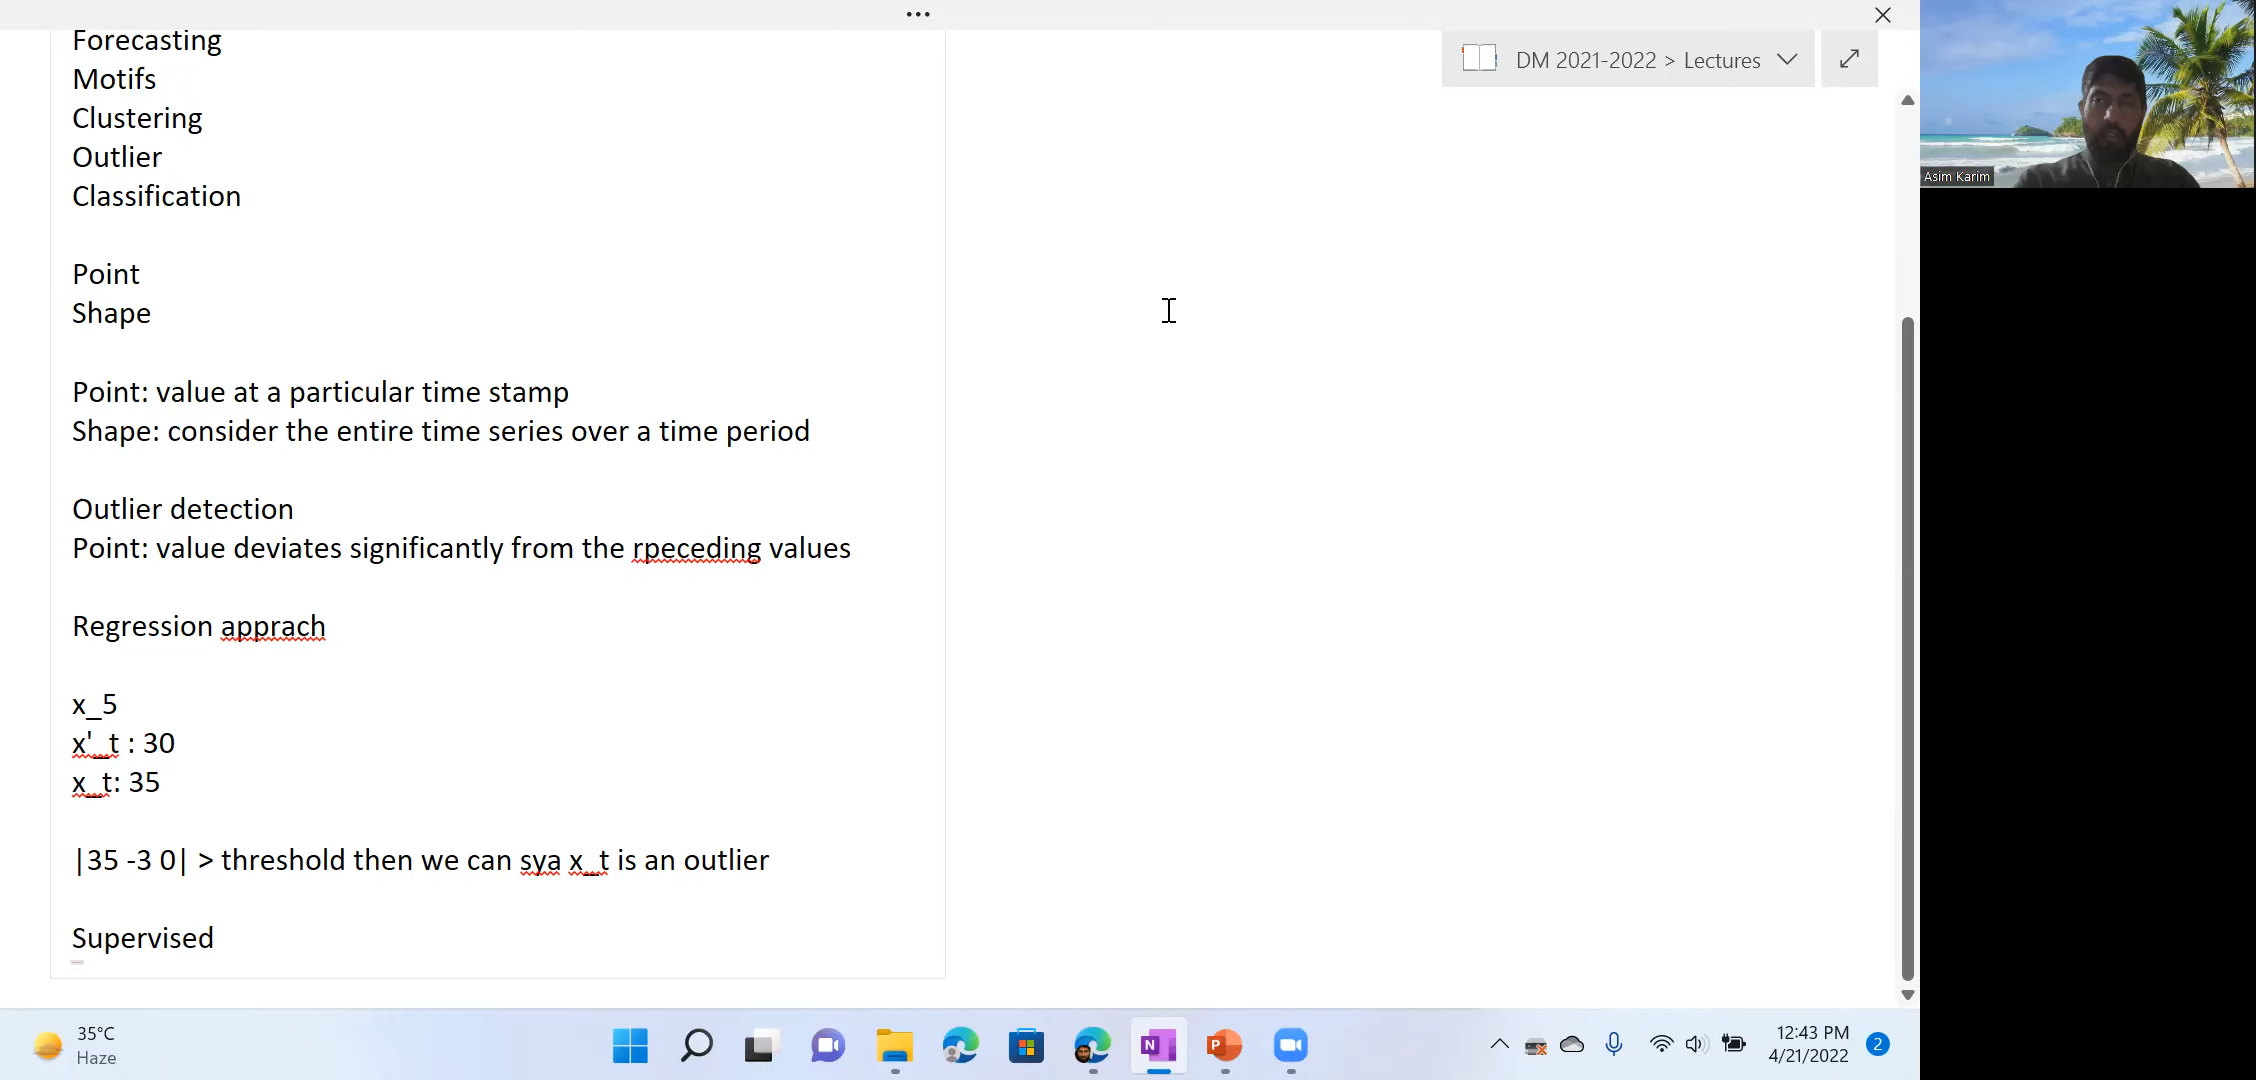 Forecasting
Motifs
Clustering
Outlier
Classification
Point
Shape
Point: value at a particular time stamp
Shape: consider the entire time series over a time period
Outlier detection
Point: value deviates significantly from the rpeceding values
Regression apprach
x_5
x'_t : 30
x_t: 35
|35 -3 0| > threshold then we can sya x_t is an outlier
Supervised
DM 2021-2022 > Lectures
Asim Karim
35°C
Haze
N
P
12:43 PM
4/21/2022
2